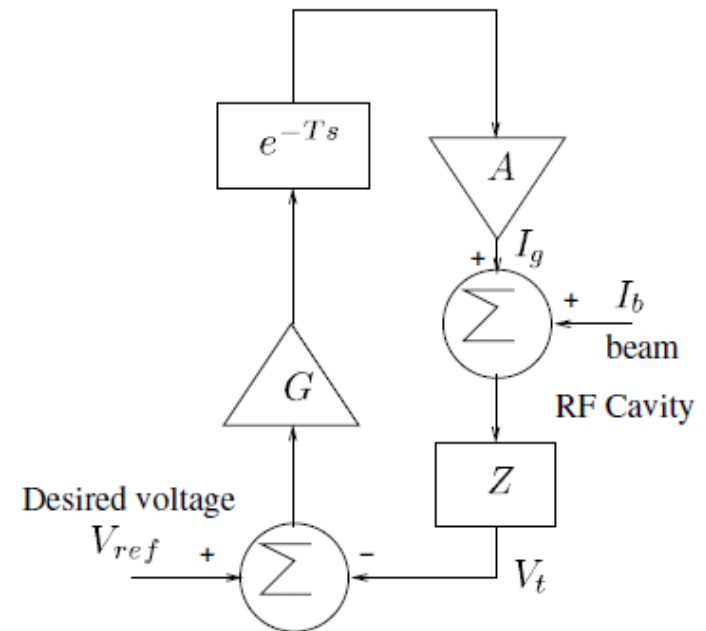 e^{-Ts}
A
+ I_g
∑ + I_b
beam
G
RF Cavity
Z
Desired voltage
V_{ref} + ∑ − V_t